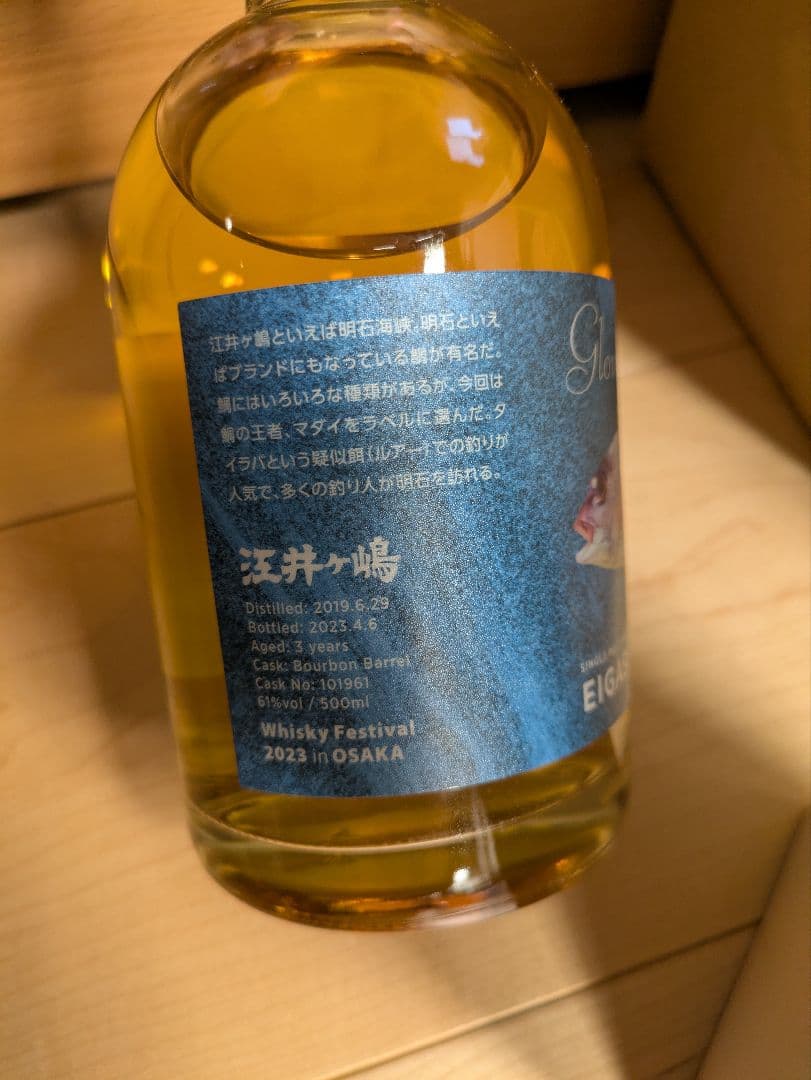 江井ヶ嶋といえば明石海峡。明石といえ
ばブランドにもなっている鯛が有名だ。
鯛にはいろいろな種類があるが、今回は
鯛の王者、マダイをラベルに選んだ。タ
イラバという疑似餌(ルアー)での釣りが
人気で、多くの釣り人が明石を訪れる。
江井ヶ嶋
Distilled: 2019.6.29
Bottled: 2023.4.6
Aged: 3 years
Cask: Bourbon Barrel
Cask No: 101961
61%vol / 500ml
Whisky Festival
2023 in OSAKA